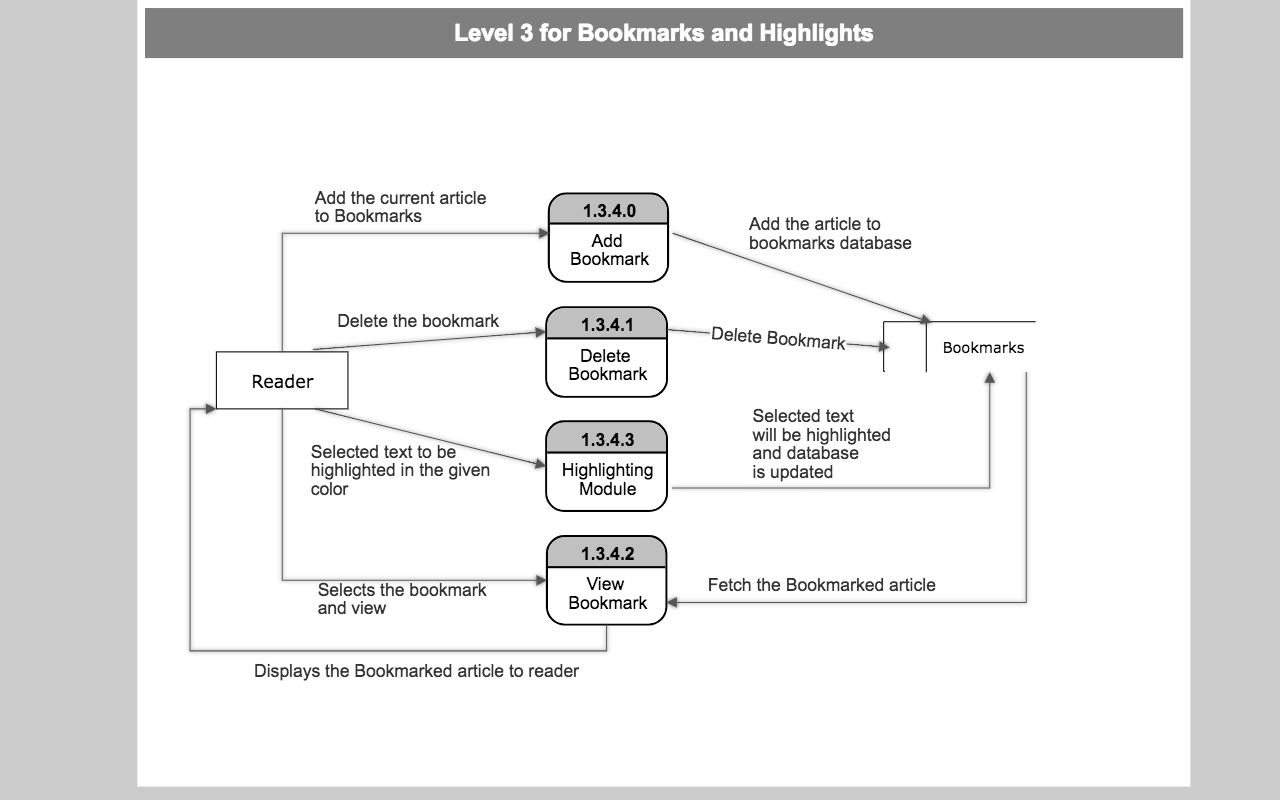 Level 3 for Bookmarks and Highlights
Add the current article
to Bookmarks
1.3.4.0
Add
Bookmark
Add the article to
bookmarks database
Delete the bookmark
1.3.4.1
Delete
Bookmark
Delete Bookmark
Bookmarks
Reader
Selected text to be
highlighted in the given
color
1.3.4.3
Highlighting
Module
Selected text
will be highlighted
and database
is updated
Selects the bookmark
and view
1.3.4.2
View
Bookmark
Fetch the Bookmarked article
Displays the Bookmarked article to reader